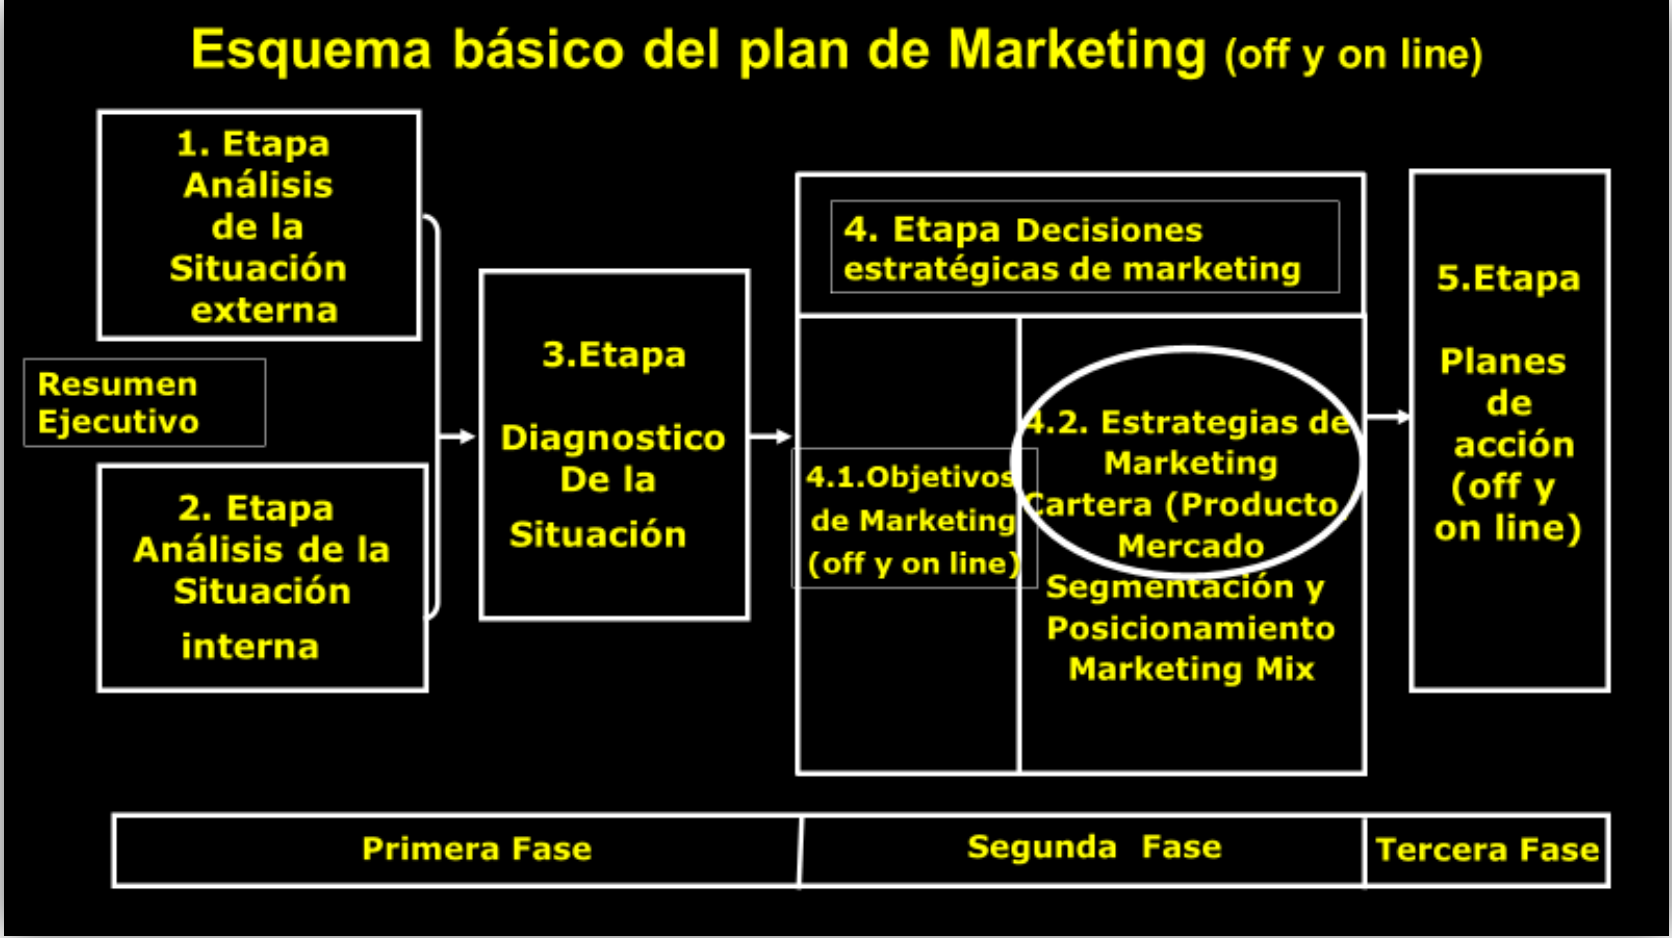 Esquema básico del plan de Marketing (off y on line)
1. Etapa
Análisis
de la
Situación
externa
Resumen
Ejecutivo
2. Etapa
Análisis de la
Situación
interna
3.Etapa
Diagnostico
De la
Situación
4. Etapa Decisiones
estratégicas de marketing
4.1.Objetivos
de Marketing
(off y on line)
4.2. Estrategias de
Marketing
Cartera (Producto,
Mercado
Segmentación y
Posicionamiento
Marketing Mix
5.Etapa
Planes
de
acción
(off y
on line)
Primera Fase
Segunda Fase
Tercera Fase